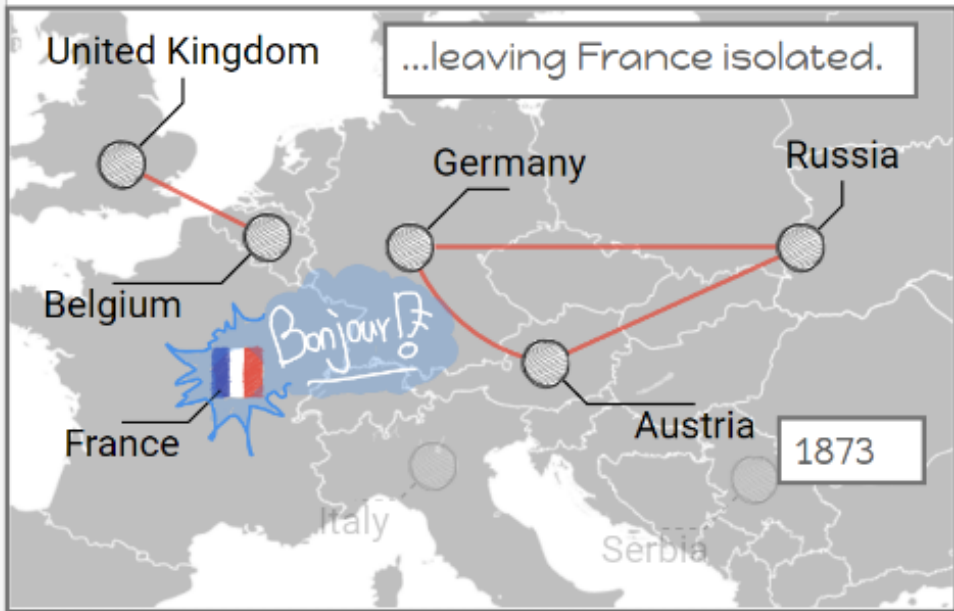 United Kingdom
...leaving France isolated.
Germany
Russia
Belgium
Bonjour!?
France
Austria
1873
Italy
Serbia